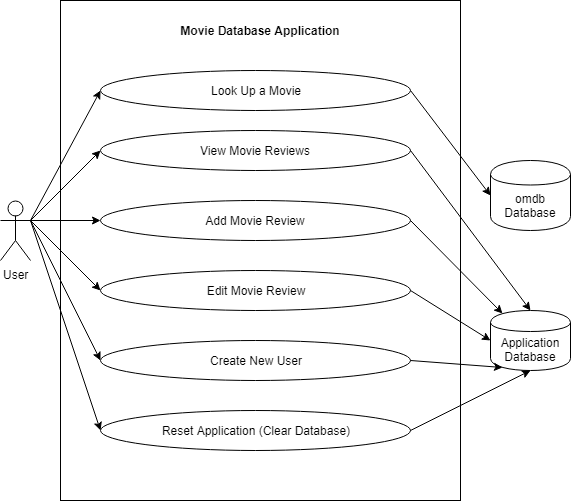 Movie Database Application
Look Up a Movie
View Movie Reviews
omdb
Database
Add Movie Review
User
Edit Movie Review
Application
Database
Create New User
Reset Application (Clear Database)